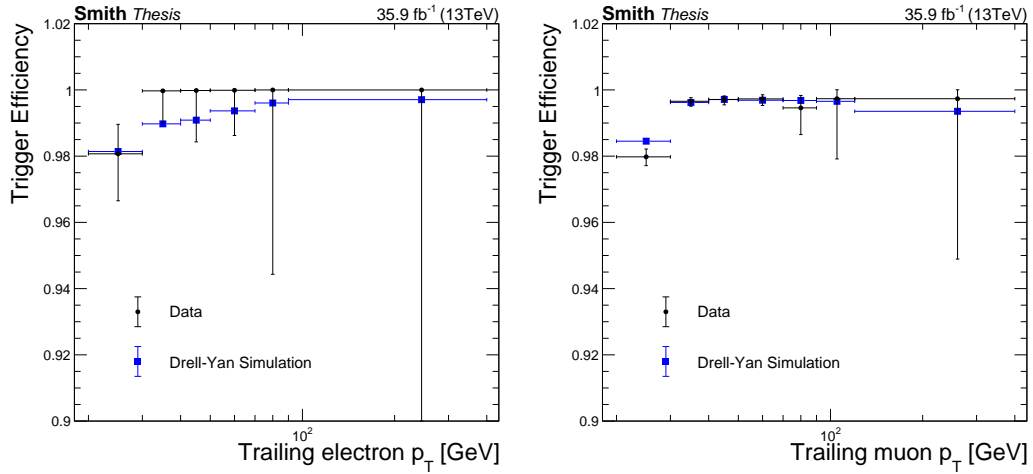 Smith Thesis 35.9 fb⁻¹ (13TeV)
Trigger Efficiency
1.02
1
0.98
0.96
0.94
0.92
0.9
Data
Drell-Yan Simulation
10²
Trailing electron p_T [GeV]
Smith Thesis 35.9 fb⁻¹ (13TeV)
Trigger Efficiency
1.02
1
0.98
0.96
0.94
0.92
0.9
Data
Drell-Yan Simulation
10²
Trailing muon p_T [GeV]